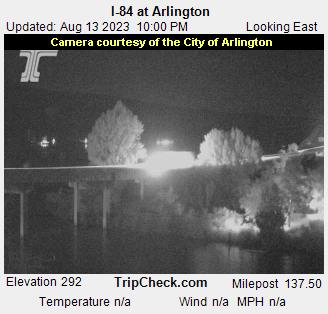 I-84 at Arlington
Updated: Aug 13 2023 10:00 PM Looking East
Camera courtesy of the City of Arlington
Elevation 292 TripCheck.com Milepost 137.50
Temperature n/a Wind n/a MPH n/a